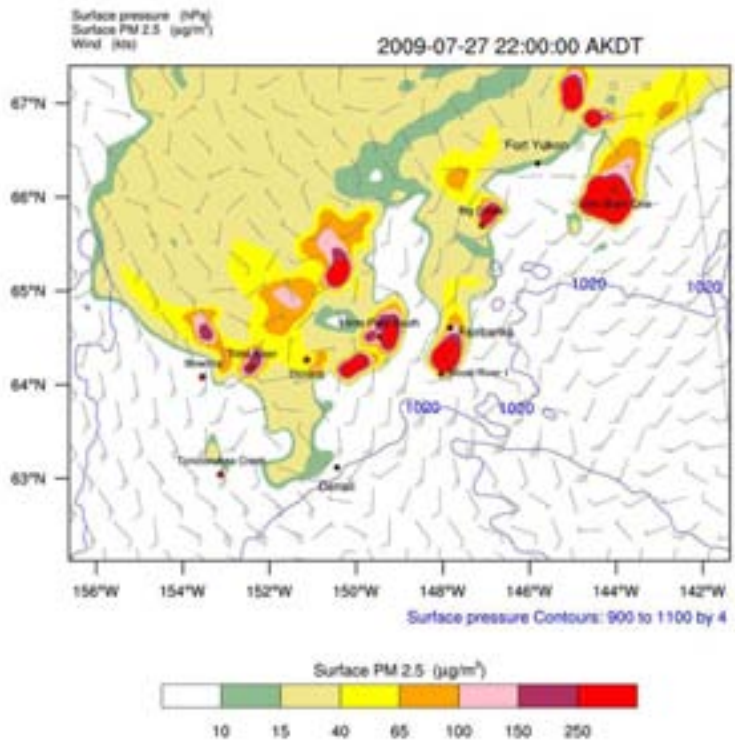 Surface pressure (hPa)
Surface PM 2.5 (µg/m³)
Wind (kts)
2009-07-27 22:00:00 AKDT
67°N
Fort Yukon
66°N
65°N
1020
1020
Fairbanks
64°N
1020
1020
63°N
Denali
156°W 154°W 152°W 150°W 148°W 146°W 144°W 142°W
Surface pressure Contours: 900 to 1100 by 4
Surface PM 2.5 (µg/m³)
10 15 40 65 100 150 250